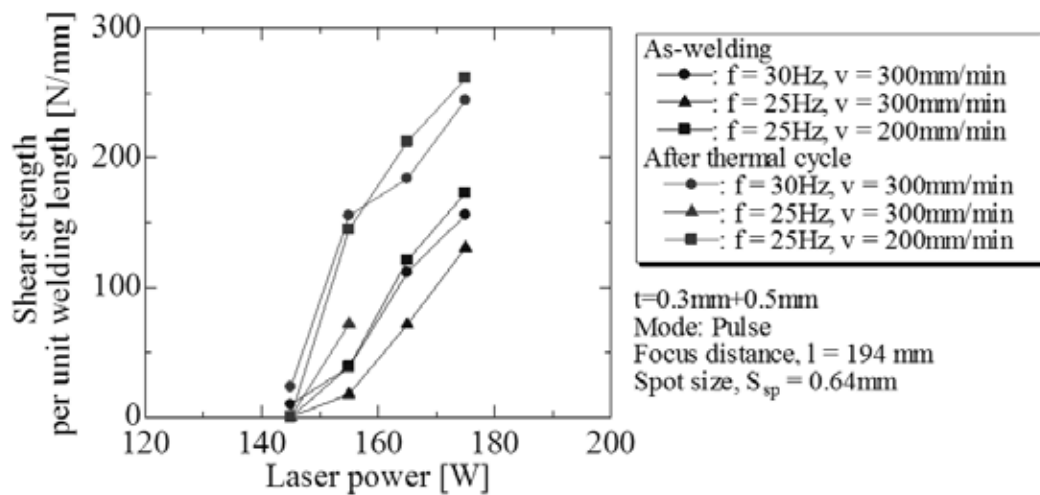 300
200
100
0
120
140
160
180
200
Shear strength
per unit welding length [N/mm]
Laser power [W]
As-welding
: f = 30Hz, v = 300mm/min
: f = 25Hz, v = 300mm/min
: f = 25Hz, v = 200mm/min
After thermal cycle
: f = 30Hz, v = 300mm/min
: f = 25Hz, v = 300mm/min
: f = 25Hz, v = 200mm/min
t=0.3mm+0.5mm
Mode: Pulse
Focus distance, l = 194 mm
Spot size, Ssp = 0.64mm